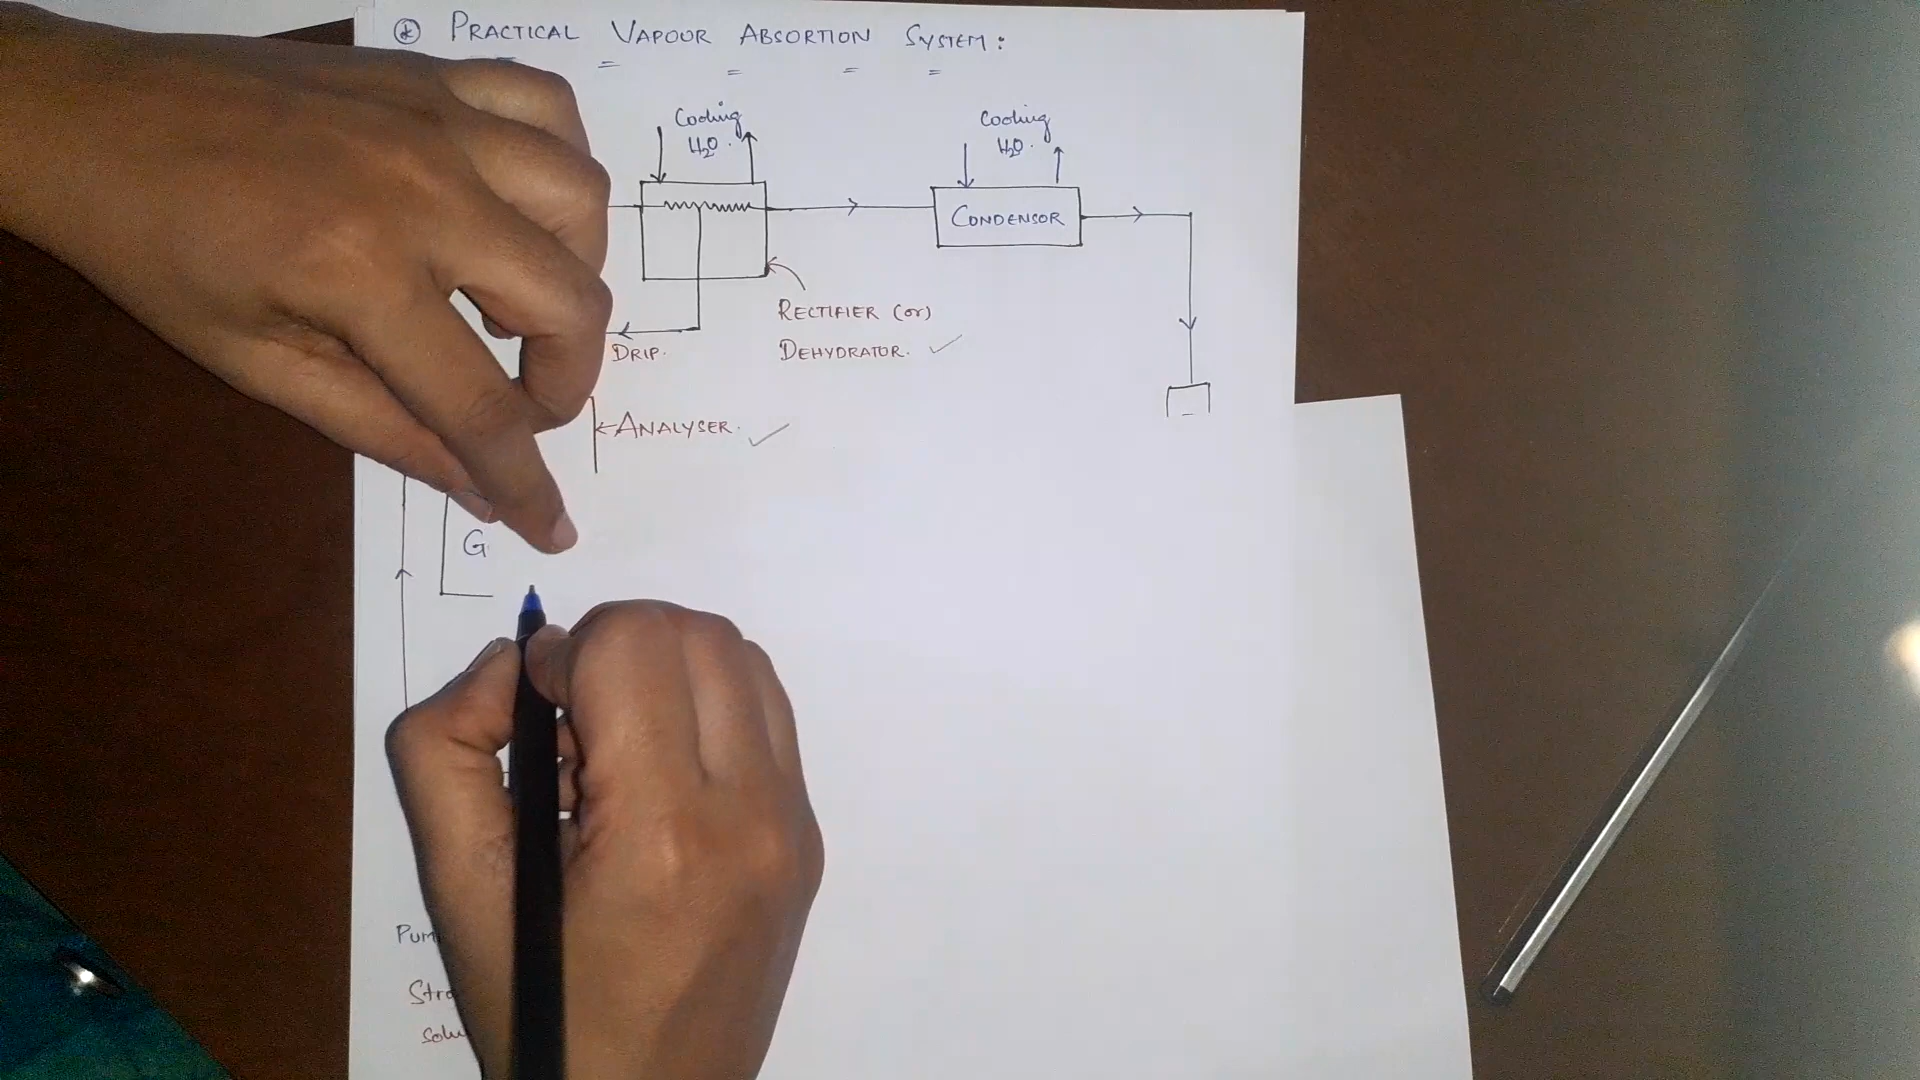 * PRACTICAL VAPOUR ABSORTION SYSTEM:
Cooling
H2O.
Cooling
H2O.
CONDENSOR
RECTIFIER (or)
DEHYDRATOR.
DRIP.
ANALYSER.
G